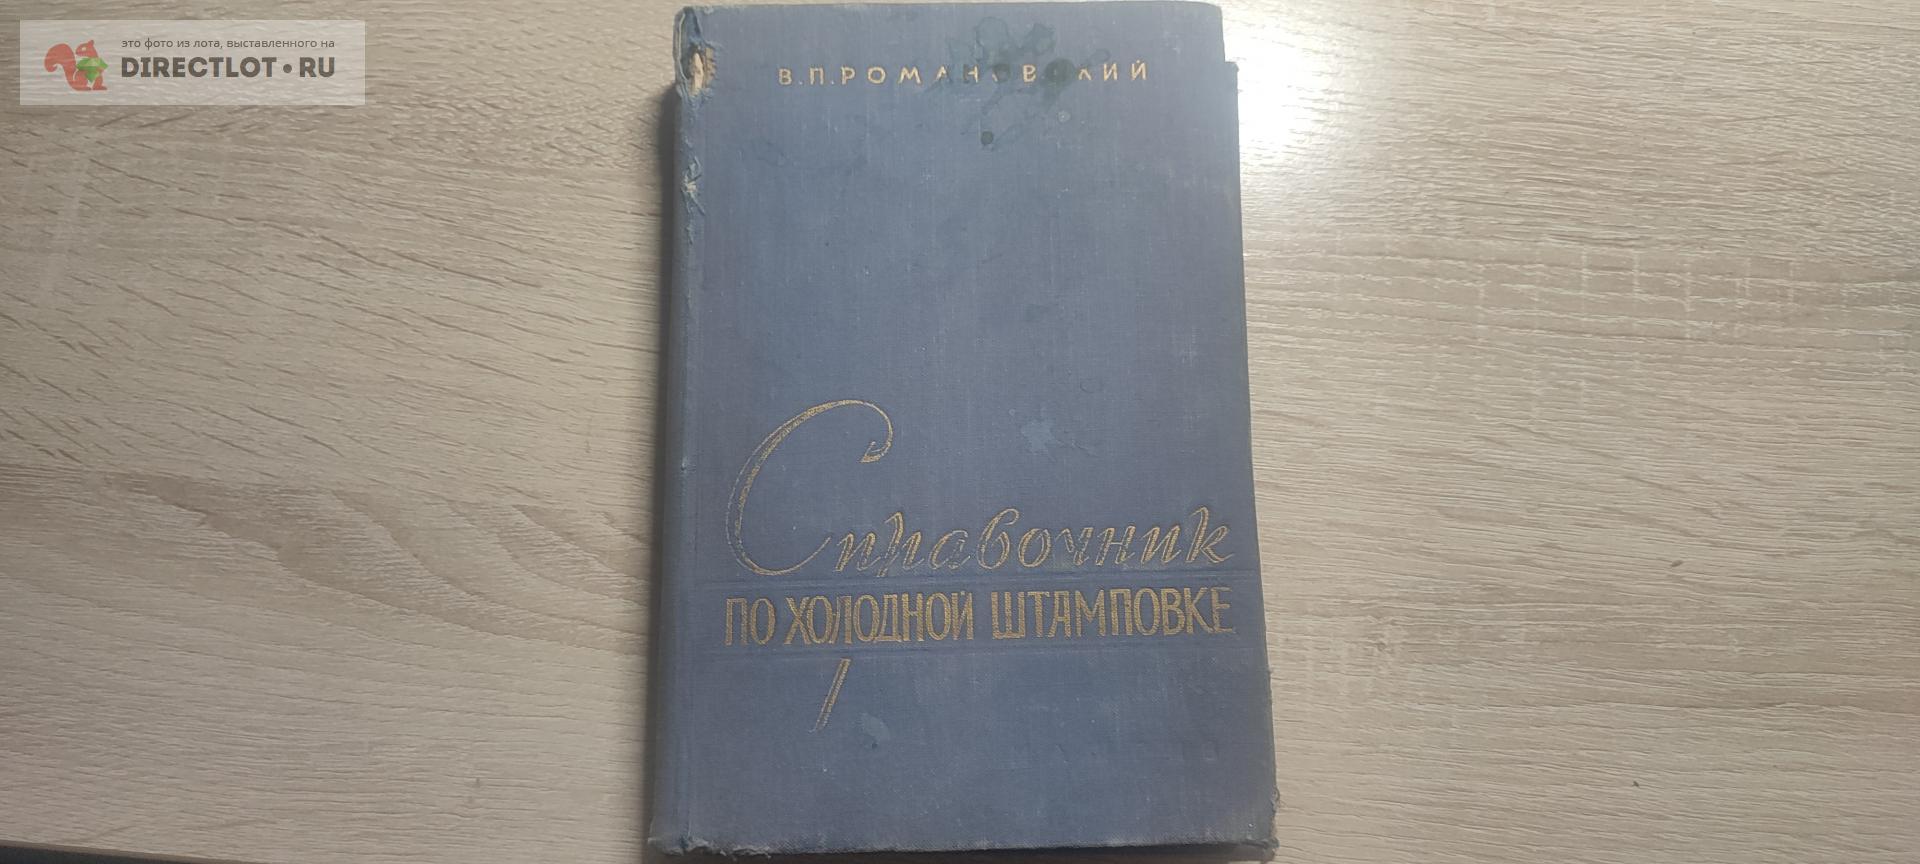 это фото из лота, выставленного на
DIRECTLOT•RU
В.П.РОМАНОВСКИЙ
Справочник
ПО ХОЛОДНОЙ ШТАМПОВКЕ